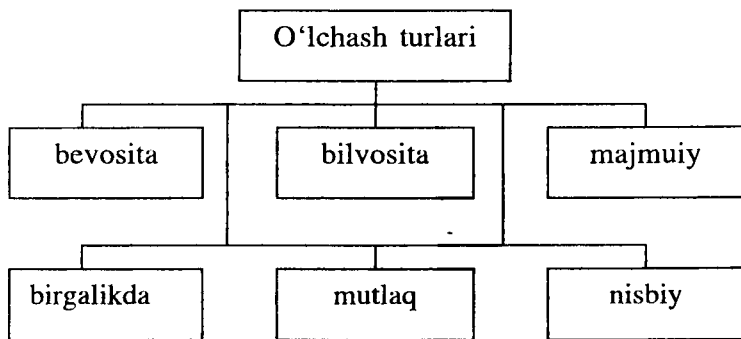 O‘lchash turlari
bevosita
bilvosita
majmuiy
birgalikda
mutlaq
nisbiy